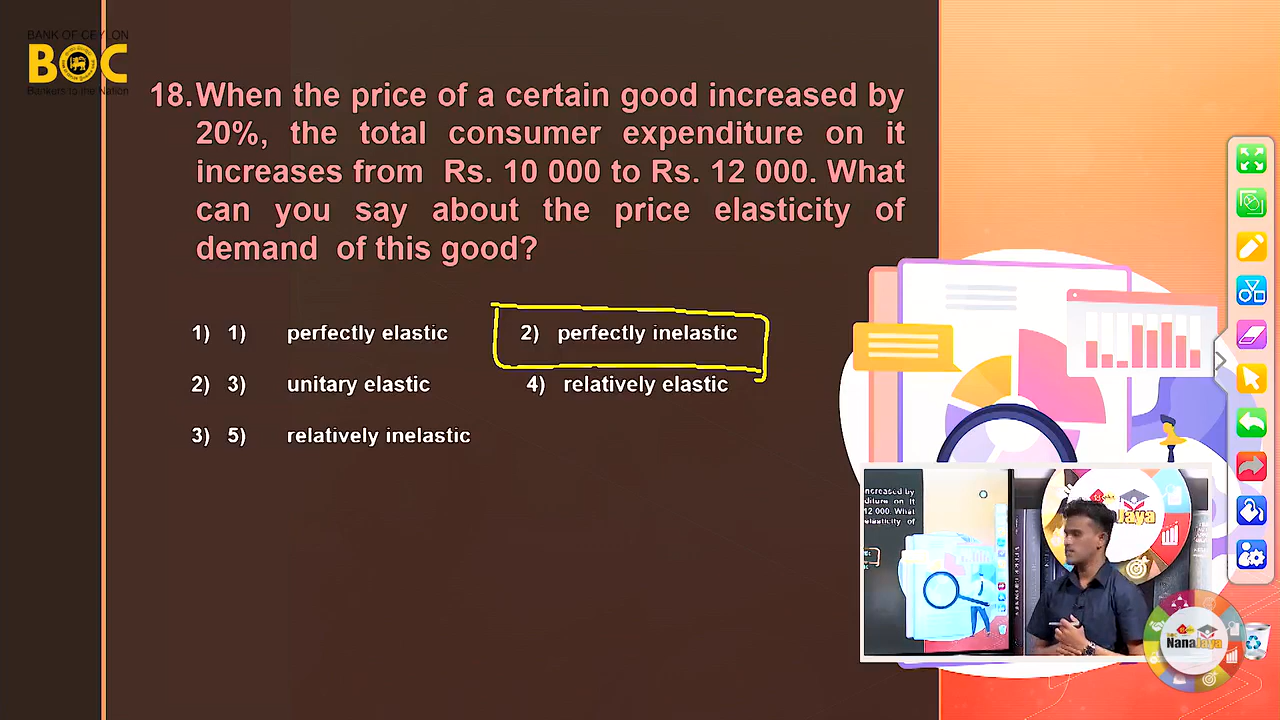 BANK OF CEYLON
BOC
Bankers to the Nation
18. When the price of a certain good increased by
20%, the total consumer expenditure on it
increases from Rs. 10 000 to Rs. 12 000. What
can you say about the price elasticity of
demand of this good?
1) 1) perfectly elastic 2) perfectly inelastic
2) 3) unitary elastic 4) relatively elastic
3) 5) relatively inelastic
ncreased by
diture on it
12 000. What
elasticity of
Jaya
NanaJaya